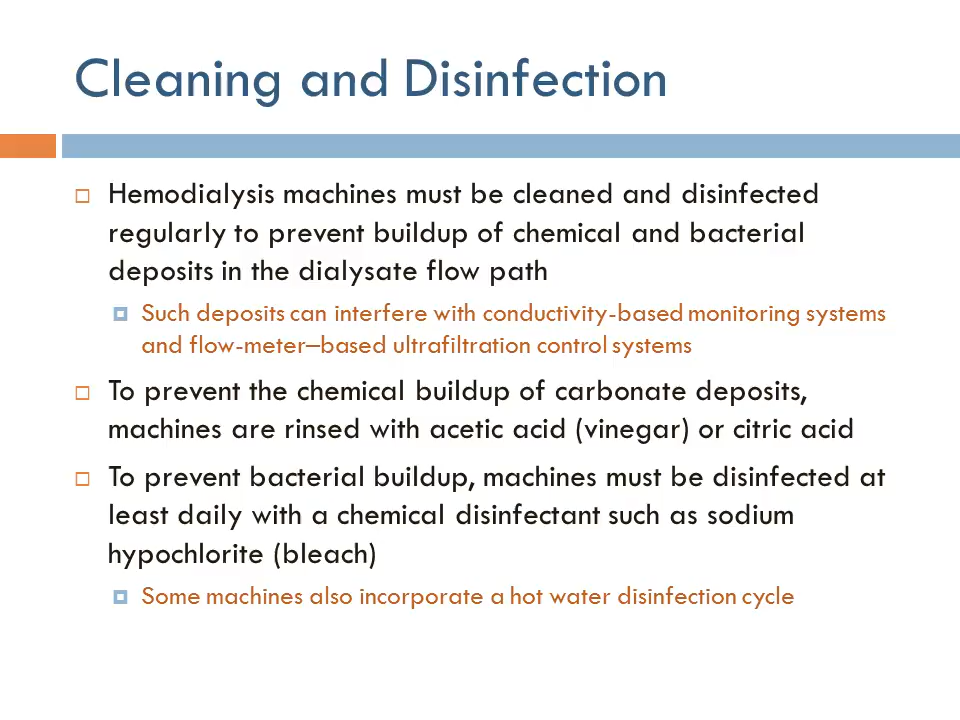 Cleaning and Disinfection
Hemodialysis machines must be cleaned and disinfected
regularly to prevent buildup of chemical and bacterial
deposits in the dialysate flow path
Such deposits can interfere with conductivity-based monitoring systems
and flow-meter–based ultrafiltration control systems
To prevent the chemical buildup of carbonate deposits,
machines are rinsed with acetic acid (vinegar) or citric acid
To prevent bacterial buildup, machines must be disinfected at
least daily with a chemical disinfectant such as sodium
hypochlorite (bleach)
Some machines also incorporate a hot water disinfection cycle